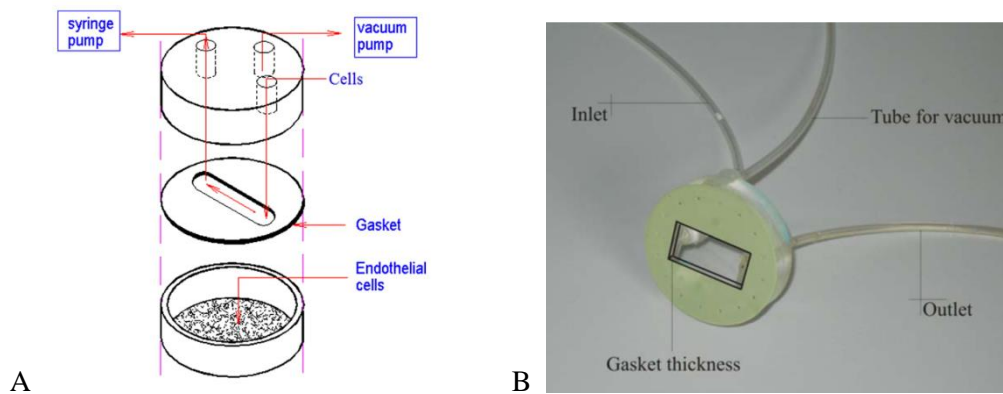 syringe
pump
vacuum
pump
Cells
Gasket
Endothelial
cells
A
Inlet
Tube for vacuum
Outlet
Gasket thickness
B